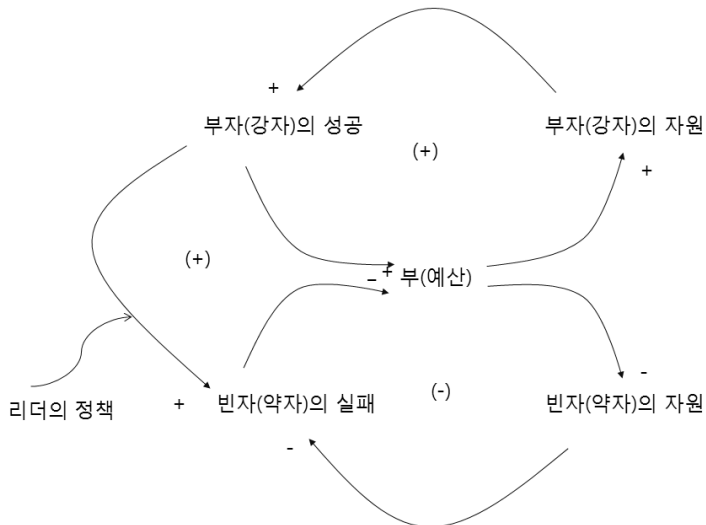 +
부자(강자)의 성공
부자(강자)의 자원
(+)
+
(+)
+ 부(예산)
-
-
(-)
리더의 정책
+
빈자(약자)의 실패
빈자(약자)의 자원
-